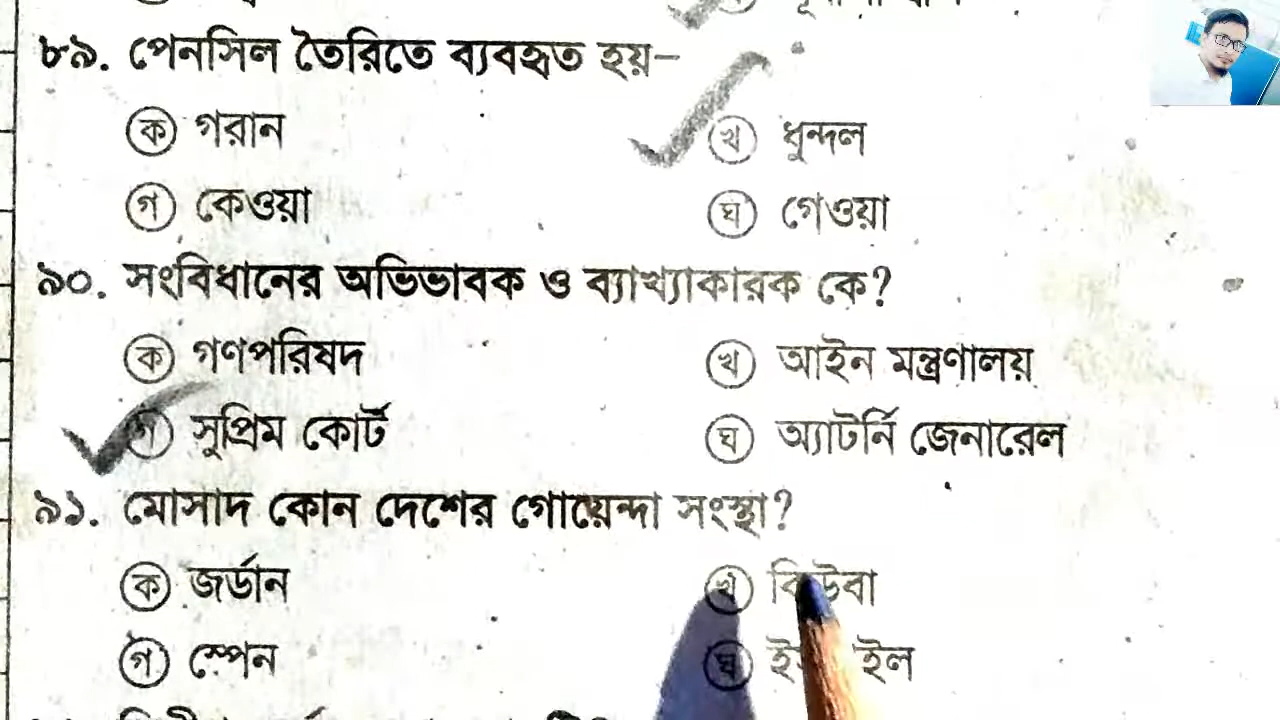 ৮৯. পেনসিল তৈরিতে ব্যবহৃত হয়–
ক গরান খ ধুন্দল
গ কেওয়া ঘ গেওয়া
৯০. সংবিধানের অভিভাবক ও ব্যাখ্যাকারক কে?
ক গণপরিষদ খ আইন মন্ত্রণালয়
গ সুপ্রিম কোর্ট ঘ অ্যাটর্নি জেনারেল
৯১. মোসাদ কোন দেশের গোয়েন্দা সংস্থা?
ক জর্ডান খ কিউবা
গ স্পেন ঘ